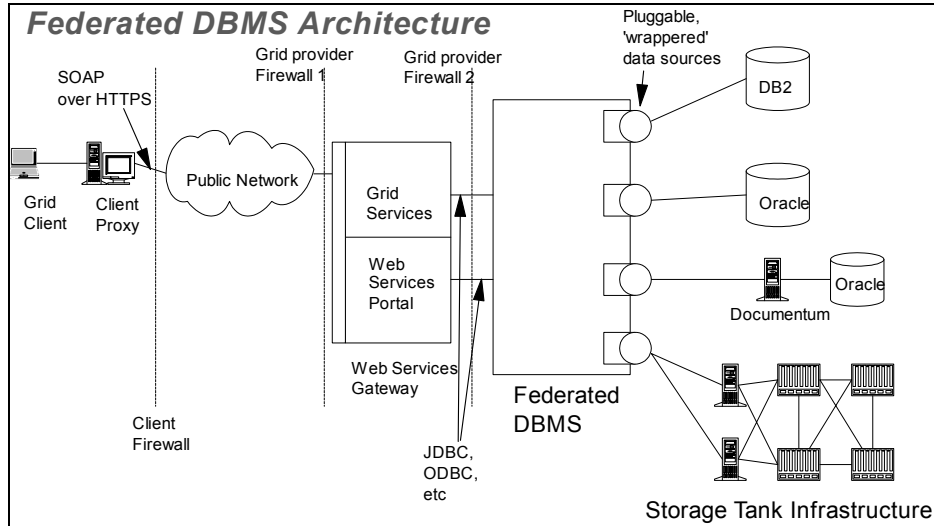 Federated DBMS Architecture
SOAP
over HTTPS
Grid provider
Firewall 1
Grid provider
Firewall 2
Pluggable,
'wrappered'
data sources
DB2
Public Network
Grid
Client
Client
Proxy
Grid
Services
Web
Services
Portal
Oracle
Oracle
Documentum
Web Services
Gateway
Client
Firewall
Federated
DBMS
JDBC,
ODBC,
etc
Storage Tank Infrastructure